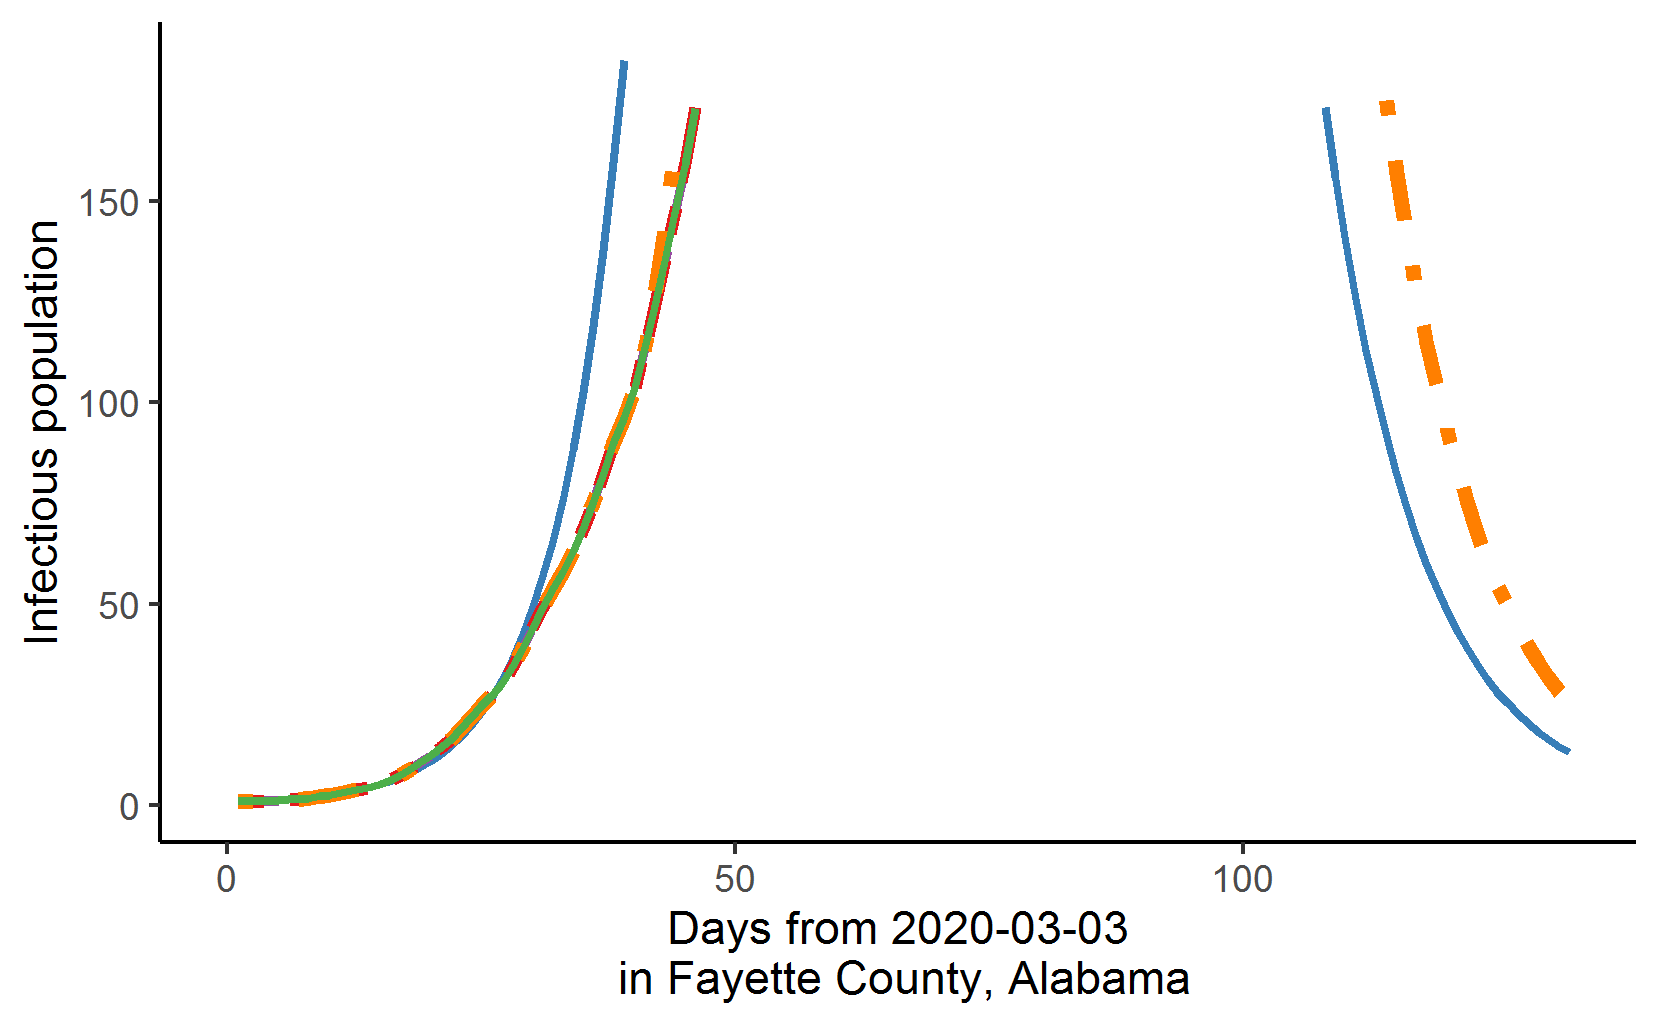 Infectious population
150
100
50
0
0 50 100
Days from 2020-03-03
in Fayette County, Alabama